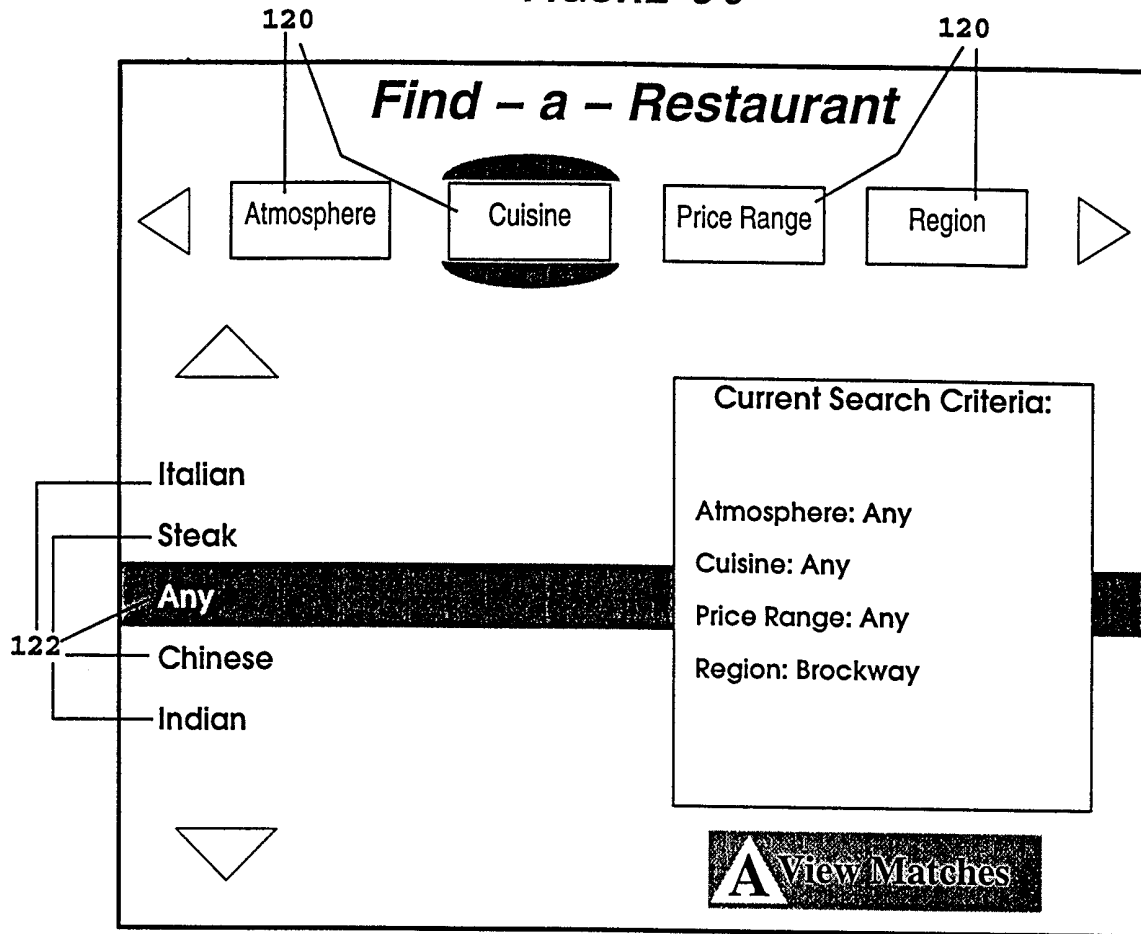 120
120
Find – a – Restaurant
Atmosphere
Cuisine
Price Range
Region
Current Search Criteria:
Italian
Steak
Any
Chinese
Indian
122
Atmosphere: Any
Cuisine: Any
Price Range: Any
Region: Brockway
A View Matches